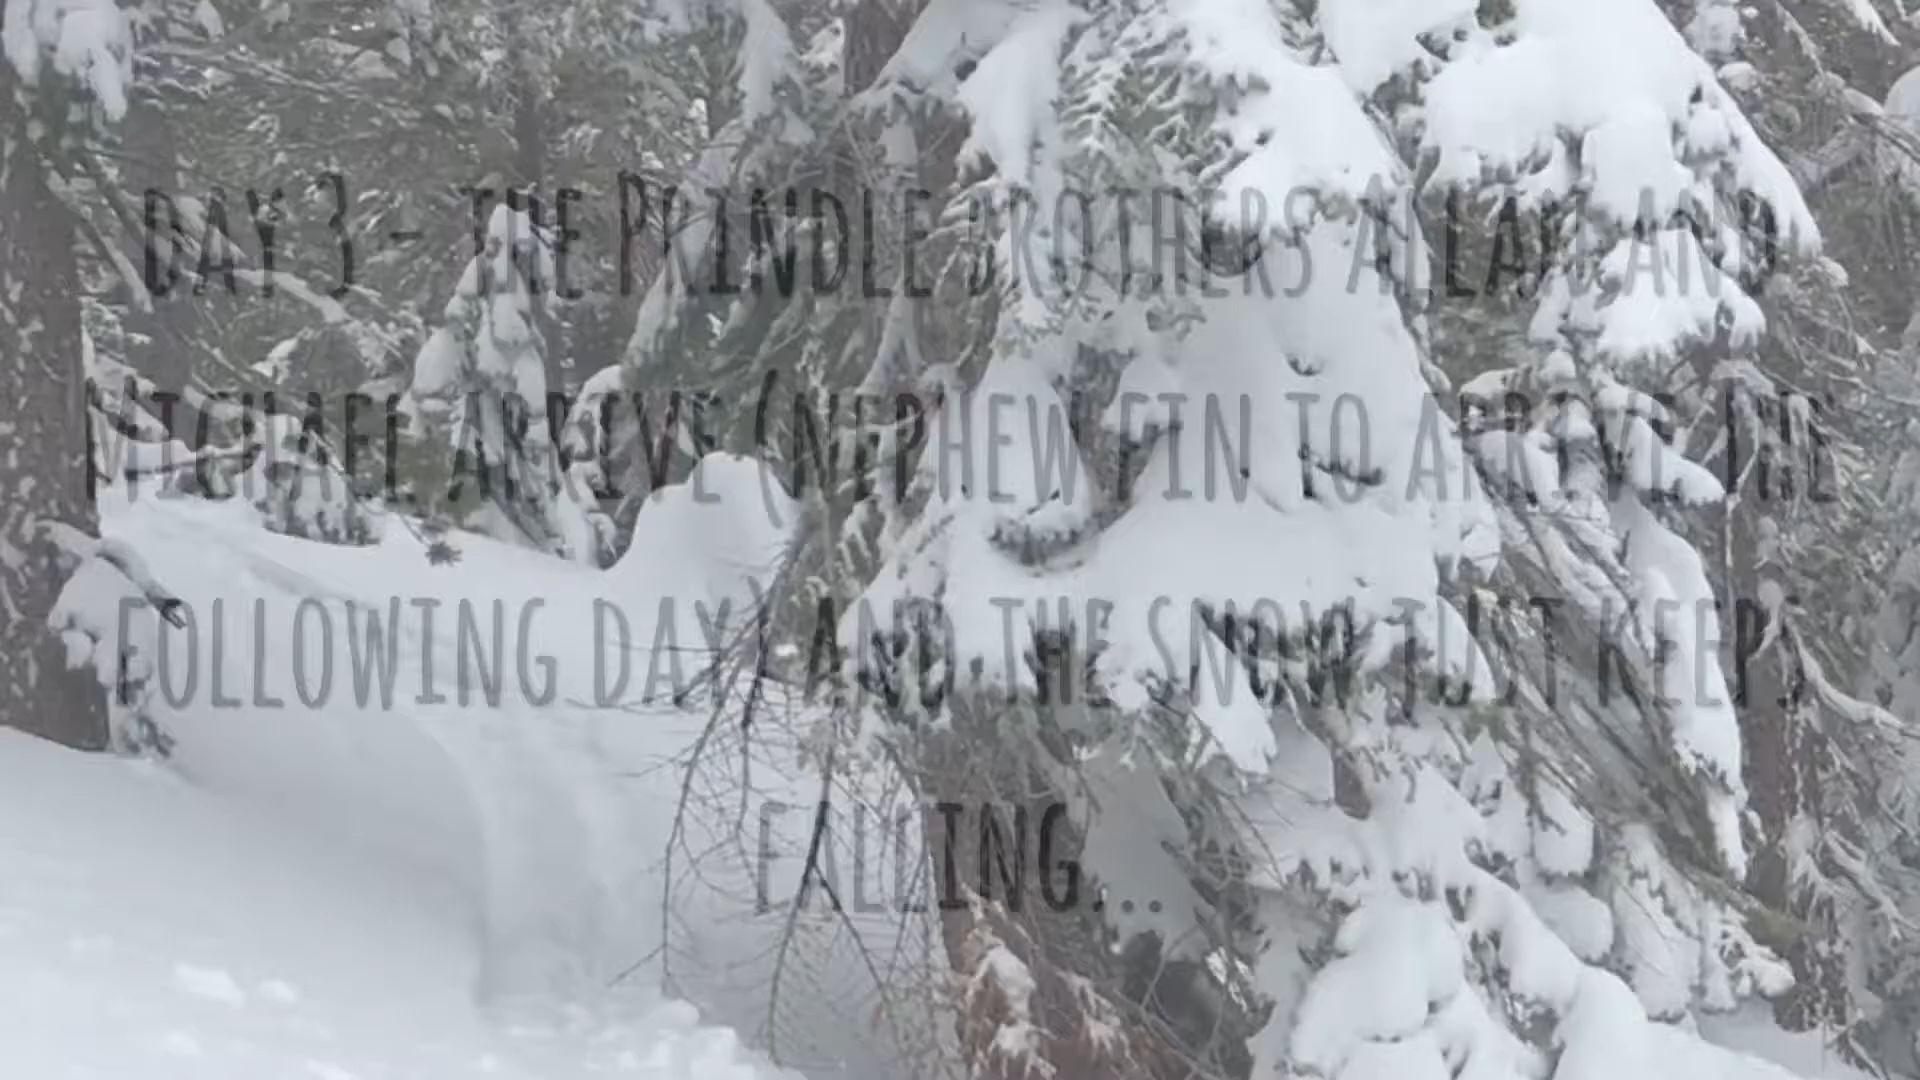 DAY 3 - THE PRINDLE BROTHERS ALLAN AND
MICHAEL ARRIVE (NEPHEW FIN TO ARRIVE THE
FOLLOWING DAY) AND THE SNOW JUST KEEPS
FALLING...